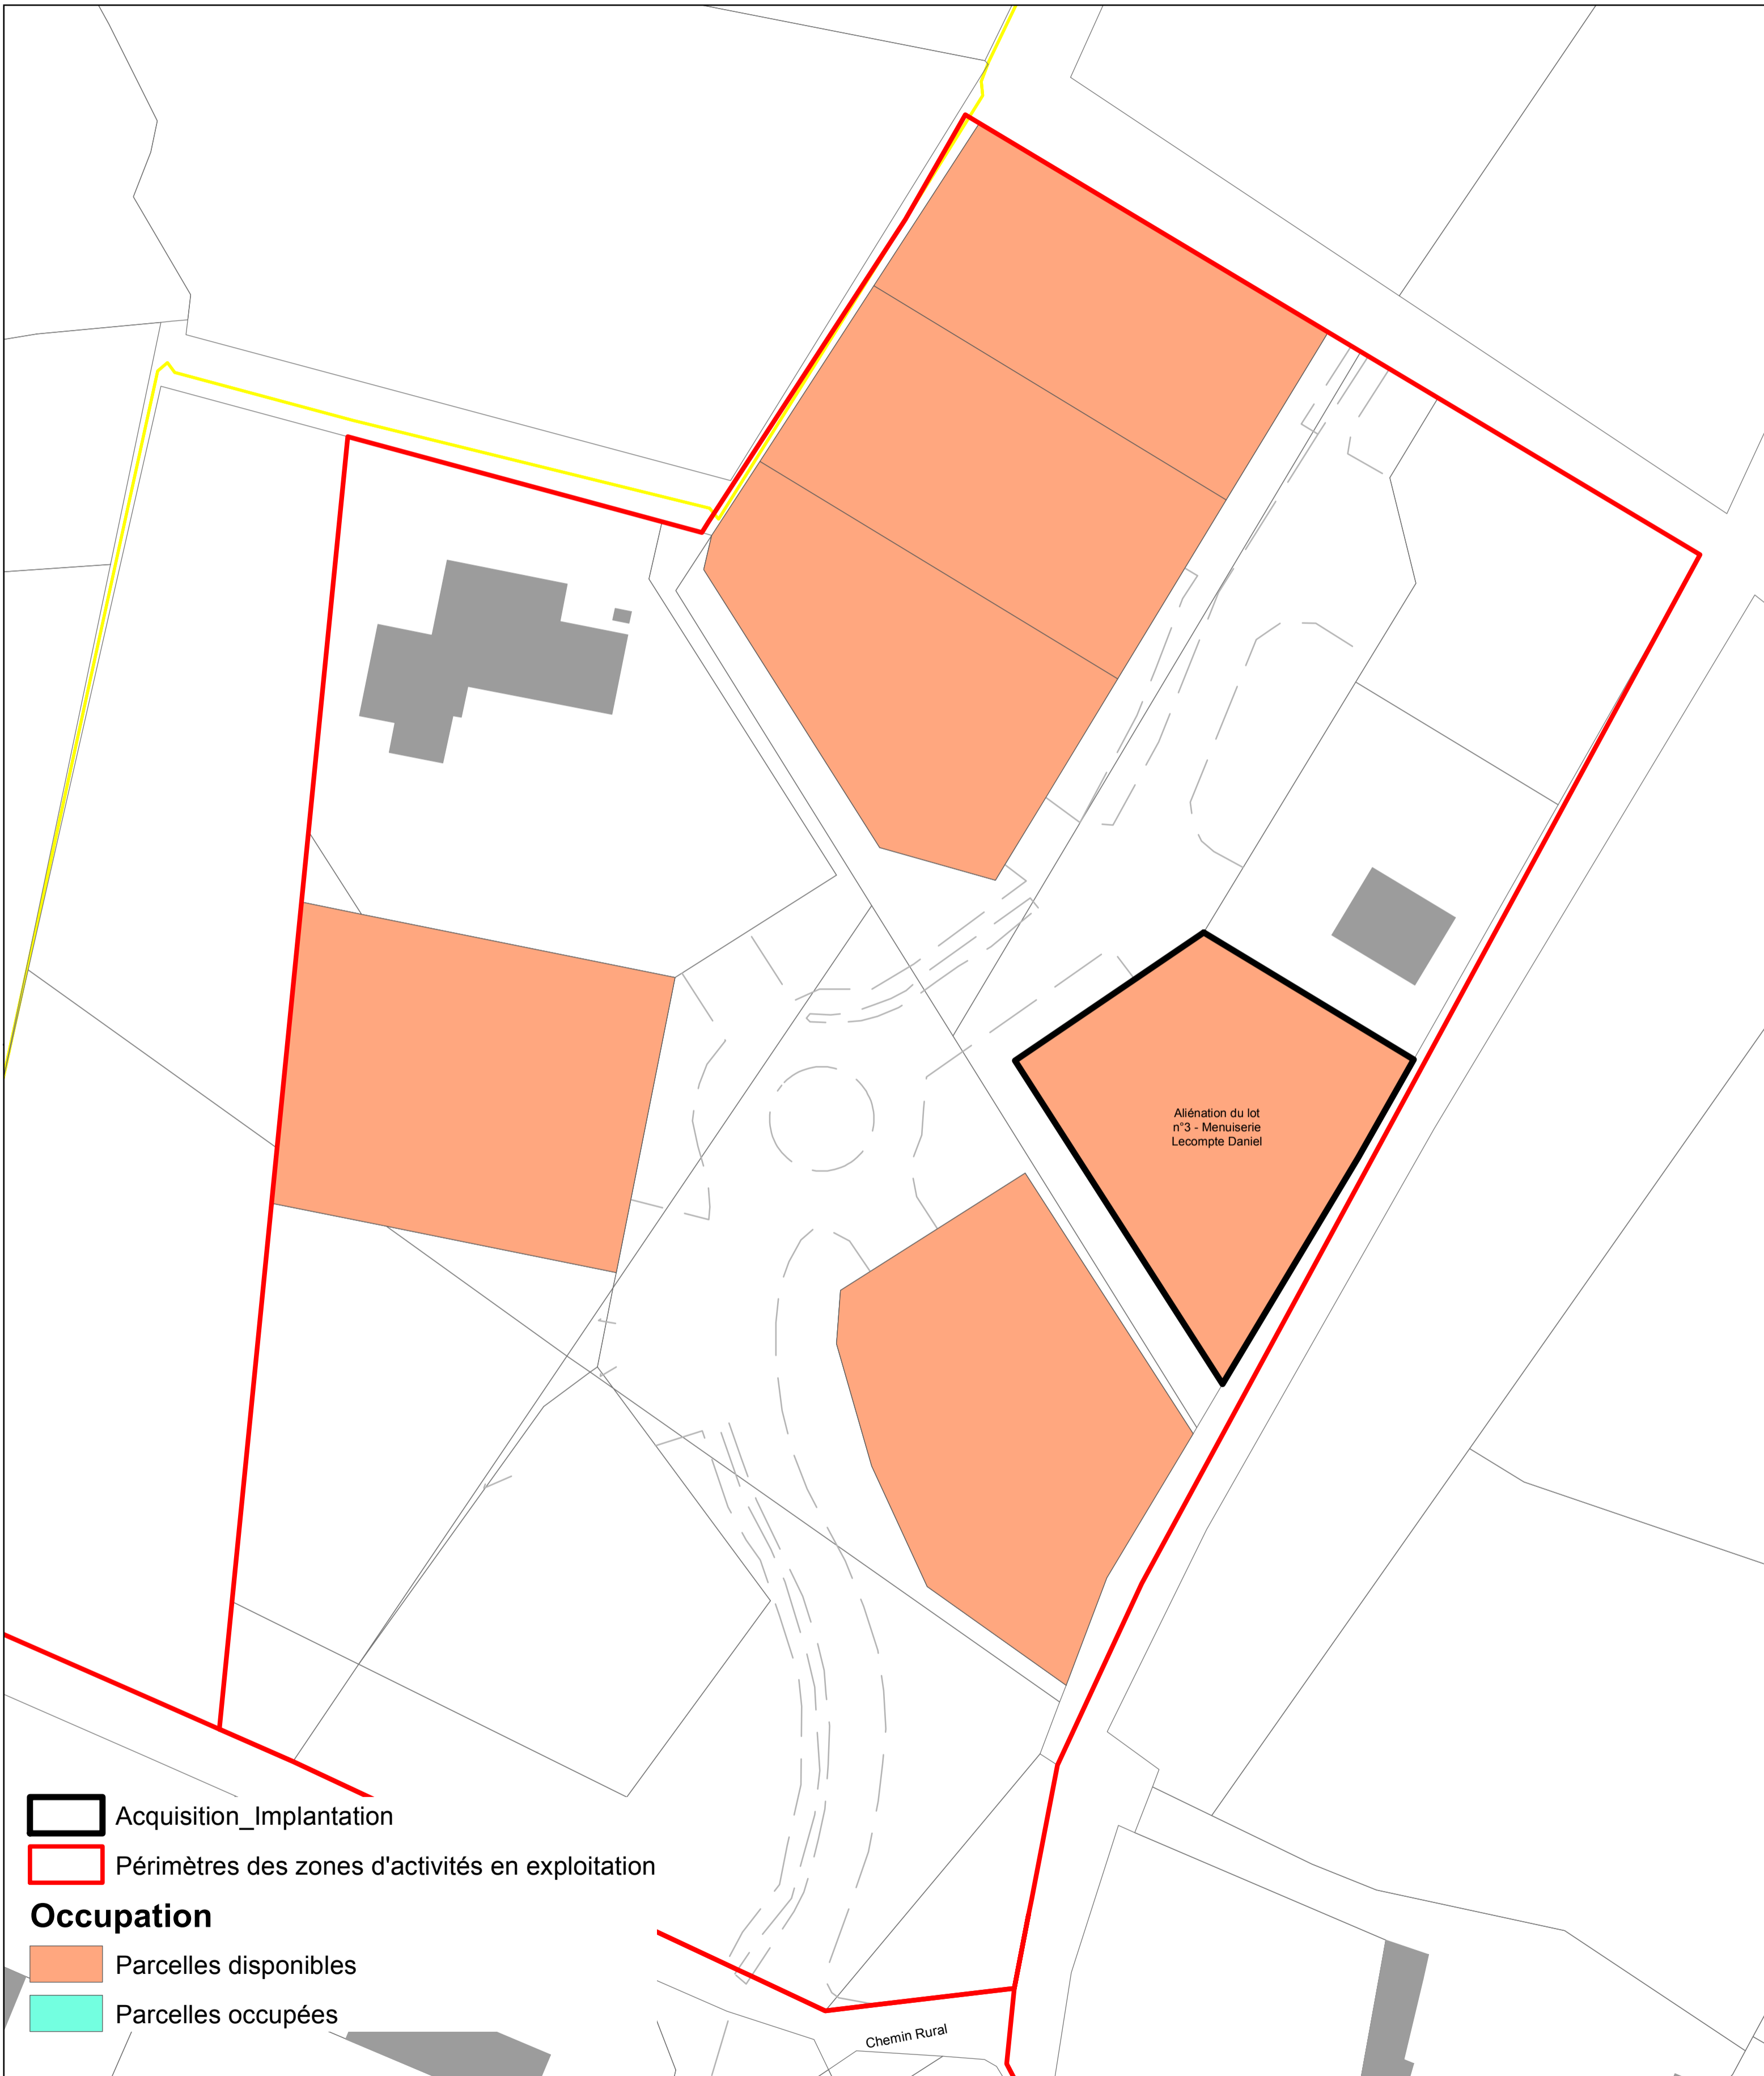 Aliénation du lot
n°3 - Menuiserie
Lecompte Daniel
Acquisition_Implantation
Périmètres des zones d'activités en exploitation
Occupation
Parcelles disponibles
Parcelles occupées
Chemin Rural